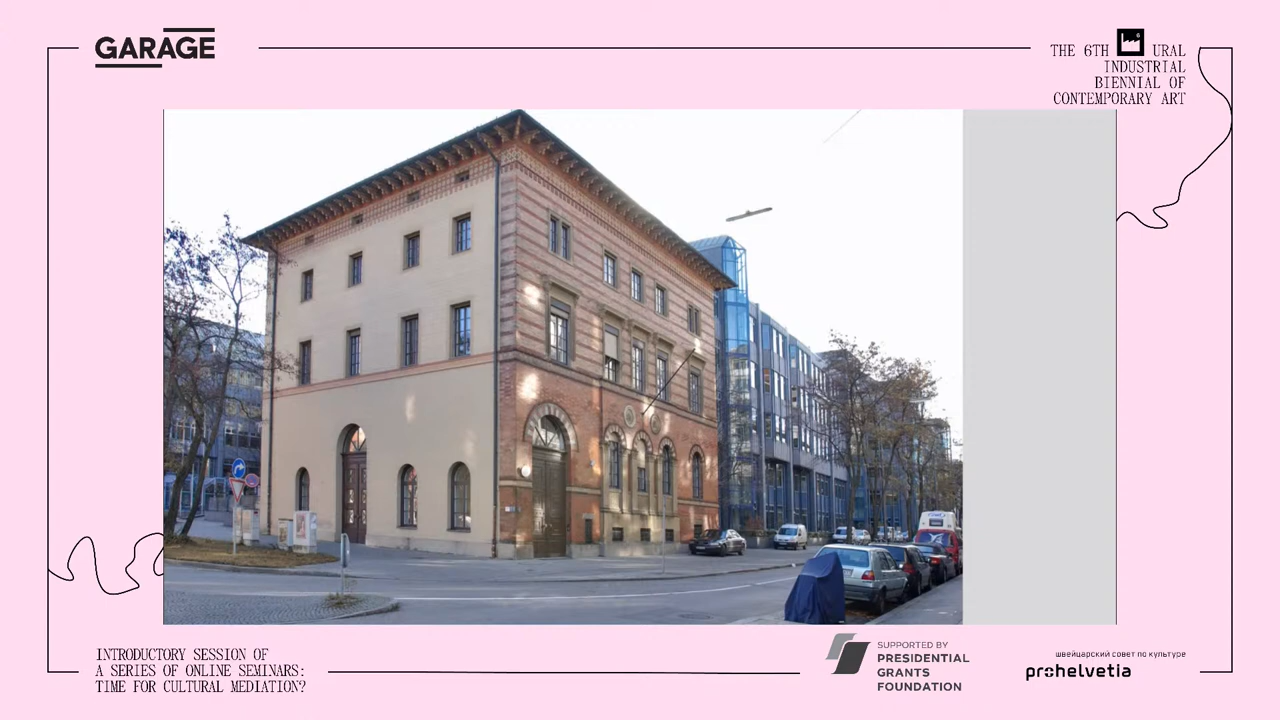 GARAGE
THE 6TH URAL
INDUSTRIAL
BIENNIAL OF
CONTEMPORARY ART
INTRODUCTORY SESSION OF
A SERIES OF ONLINE SEMINARS:
TIME FOR CULTURAL MEDIATION?
SUPPORTED BY
PRESIDENTIAL
GRANTS
FOUNDATION
швейцарский совет по культуре
prohelvetia